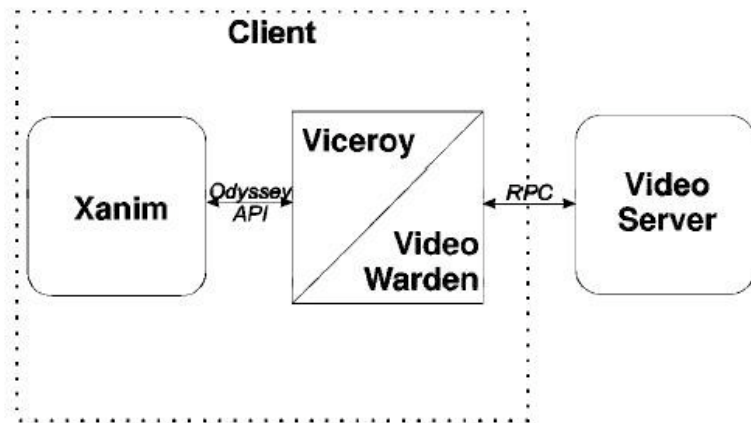 Client
Xanim
Odyssey
API
Viceroy
Video
Warden
RPC
Video
Server